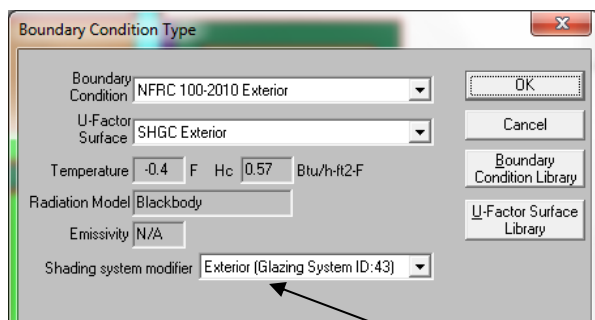 Boundary Condition Type
Boundary Condition NFRC 100-2010 Exterior
U-Factor Surface SHGC Exterior
Temperature -0.4 F Hc 0.57 Btu/h-ft2-F
Radiation Model Blackbody
Emissivity N/A
Shading system modifier Exterior (Glazing System ID:43)
OK
Cancel
Boundary
Condition Library
U-Factor Surface
Library